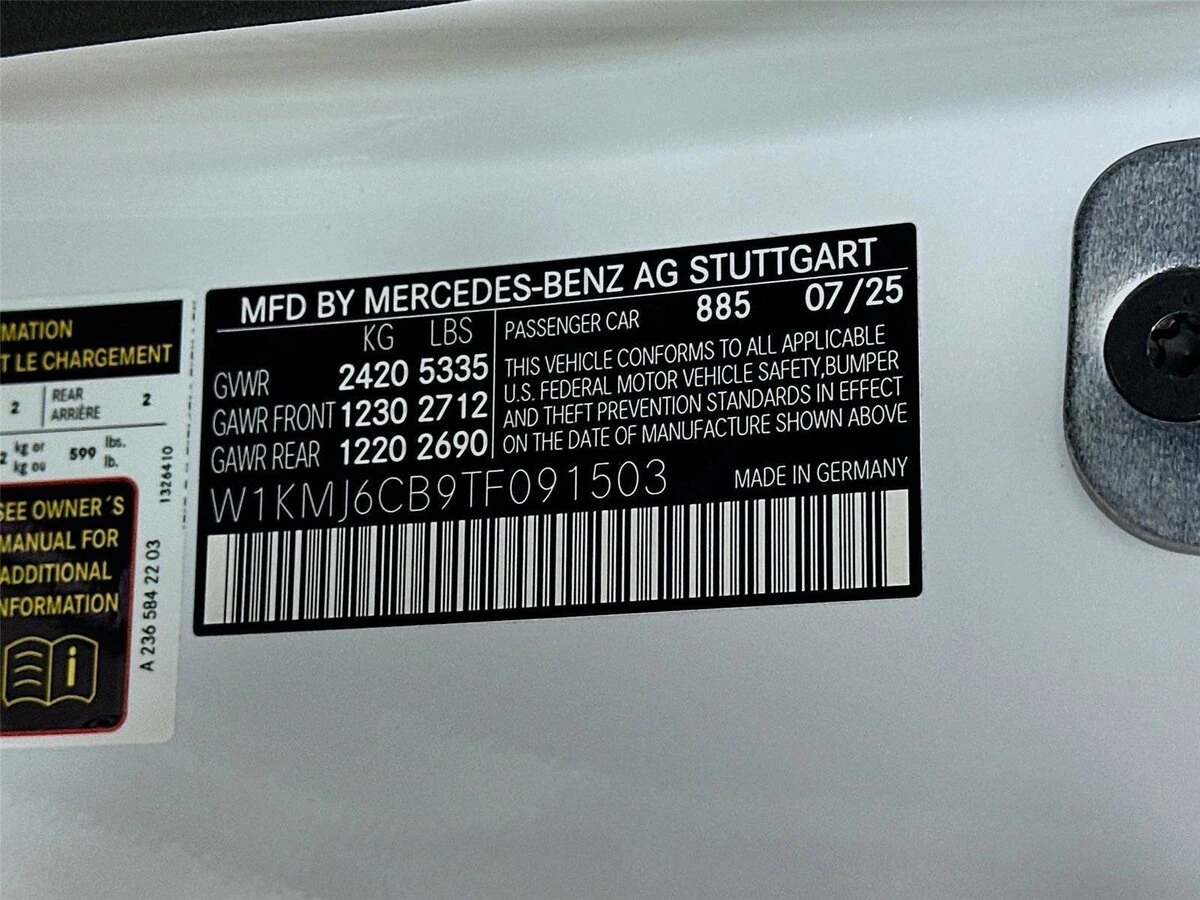 MATION
T LE CHARGEMENT
2 REAR ARRIÈRE 2
2 kg or kg ou 599 lbs. lb.
SEE OWNER´S
MANUAL FOR
ADDITIONAL
NFORMATION
i
1326410
A 236 584 22 03
MFD BY MERCEDES-BENZ AG STUTTGART
KG LBS
GVWR 2420 5335
GAWR FRONT 1230 2712
GAWR REAR 1220 2690
PASSENGER CAR 885 07/25
THIS VEHICLE CONFORMS TO ALL APPLICABLE
U.S. FEDERAL MOTOR VEHICLE SAFETY,BUMPER
AND THEFT PREVENTION STANDARDS IN EFFECT
ON THE DATE OF MANUFACTURE SHOWN ABOVE
W1KMJ6CB9TF091503 MADE IN GERMANY